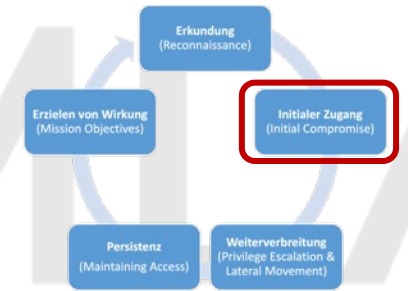 Erkundung
(Reconnaissance)
Initialer Zugang
(Initial Compromise)
Weiterverbreitung
(Privilege Escalation &
Lateral Movement)
Persistenz
(Maintaining Access)
Erzielen von Wirkung
(Mission Objectives)